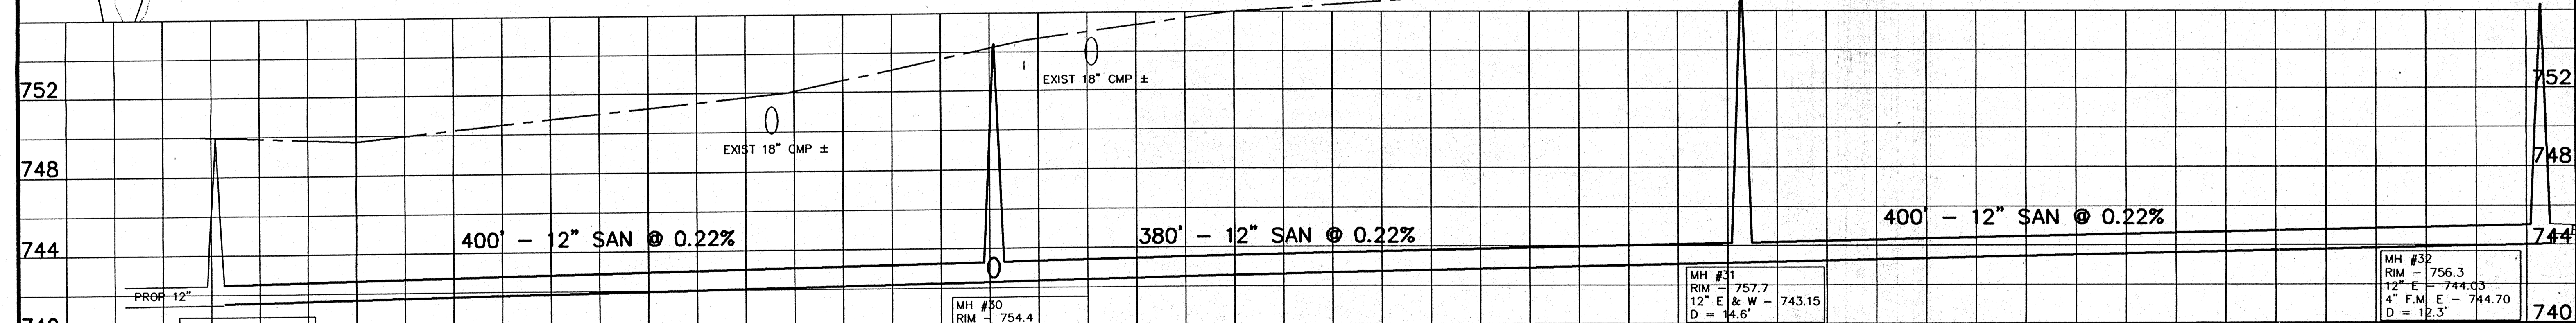 752
748
744
740
EXIST 18" CMP ±
EXIST 18" CMP ±
400' - 12" SAN @ 0.22%
380' - 12" SAN @ 0.22%
400' - 12" SAN @ 0.22%
PROP 12"
MH #30
RIM - 754.4
MH #31
RIM - 757.7
12" E & W - 743.15
D = 14.6'
MH #32
RIM - 756.3
12" E - 744.03
4" F.M. E - 744.70
D = 12.3'
752
748
744
740